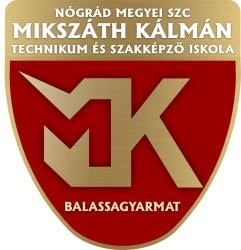 NÓGRÁD MEGYEI SZC
MIKSZÁTH KÁLMÁN
TECHNIKUM ÉS SZAKKÉPZŐ ISKOLA
MK
BALASSAGYARMAT